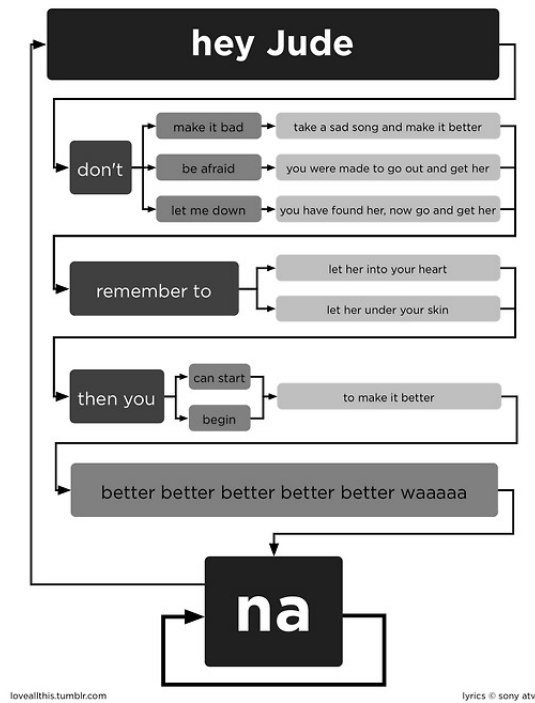 hey Jude
don't
make it bad
take a sad song and make it better
be afraid
you were made to go out and get her
let me down
you have found her, now go and get her
remember to
let her into your heart
let her under your skin
then you
can start
begin
to make it better
better better better better better waaaaa
na
loveallthis.tumblr.com
lyrics © sony atv